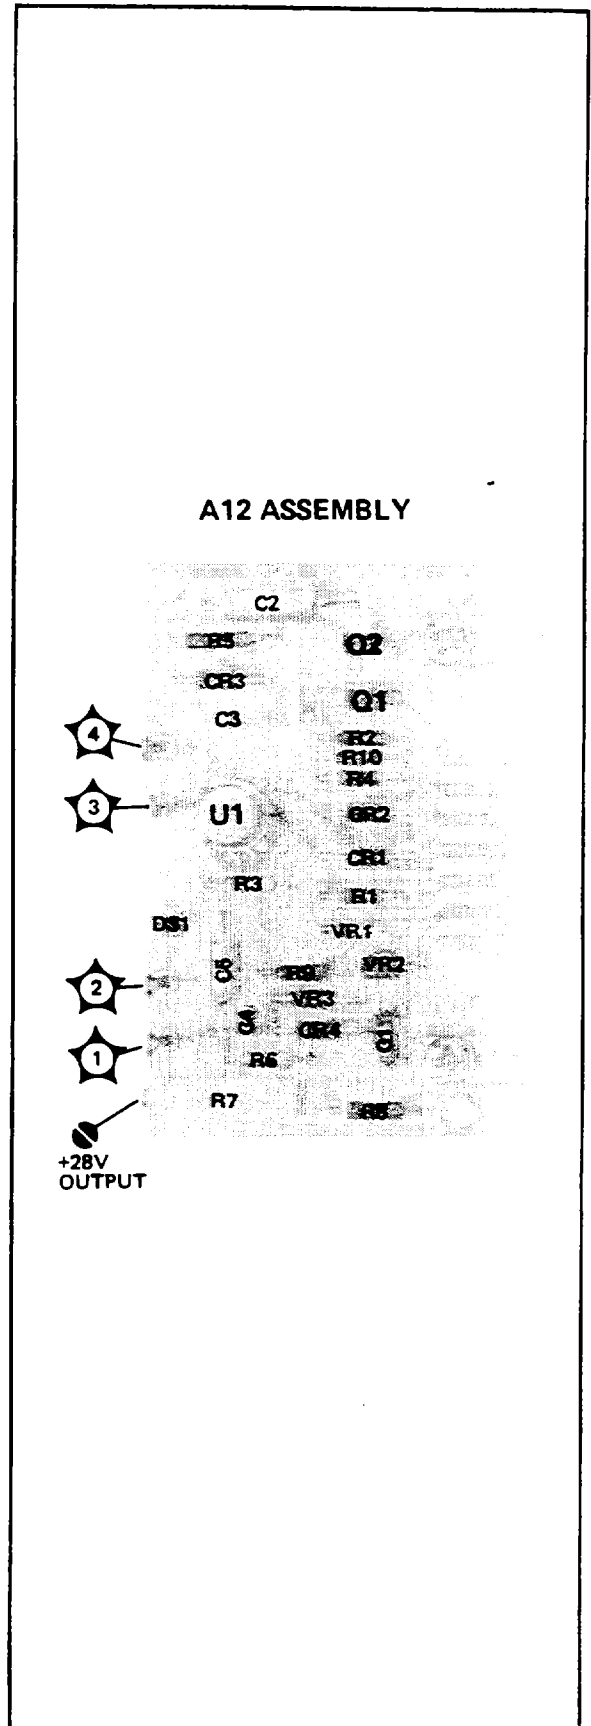 A12 ASSEMBLY
C2
R5
Q2
CR3
Q1
C3
4
R2
R10
R4
3
U1
CR2
CR1
R3
R1
DS1
VR1
VR2
C5
R9
2
VR3
C4
CR4
C1
1
R6
R7
R8
+28V
OUTPUT